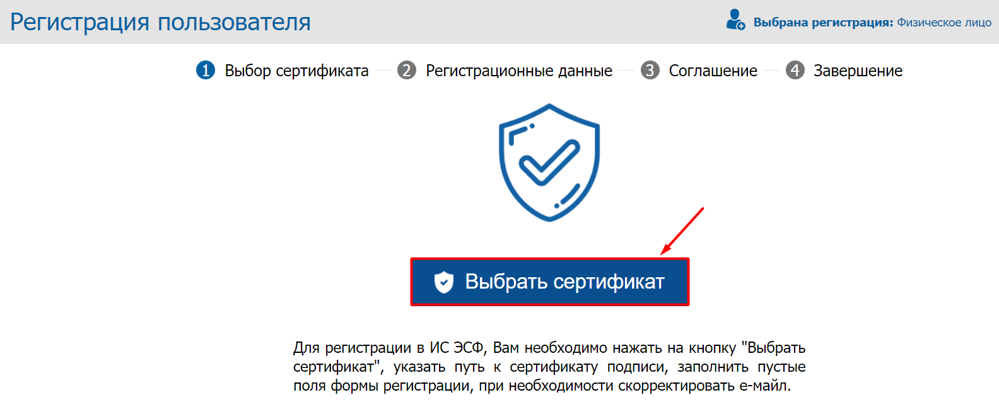 Регистрация пользователя
Выбрана регистрация: Физическое лицо
1 Выбор сертификата 2 Регистрационные данные 3 Соглашение 4 Завершение
Выбрать сертификат
Для регистрации в ИС ЭСФ, Вам необходимо нажать на кнопку "Выбрать
сертификат", указать путь к сертификату подписи, заполнить пустые
поля формы регистрации, при необходимости скорректировать е-майл.